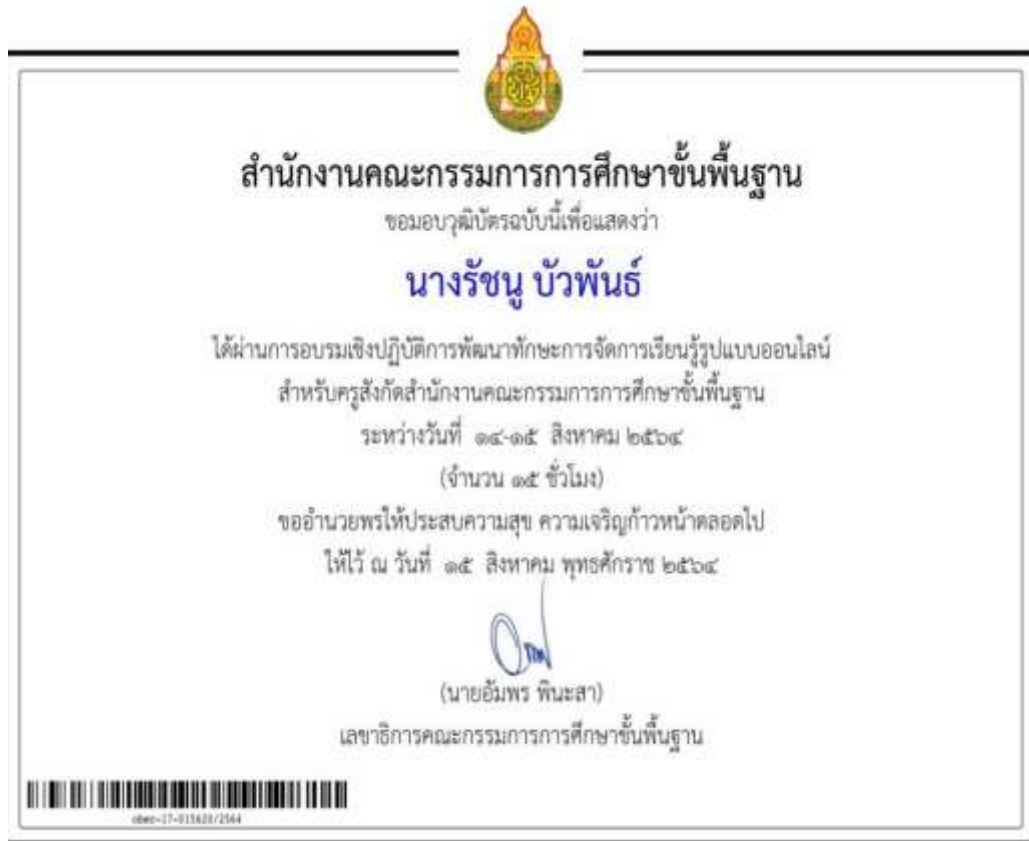 สำนักงานคณะกรรมการการศึกษาขั้นพื้นฐาน
ขอมอบวุฒิบัตรฉบับนี้เพื่อแสดงว่า
นางรัชนู บัวพันธ์
ได้ผ่านการอบรมเชิงปฏิบัติการพัฒนาทักษะการจัดการเรียนรู้รูปแบบออนไลน์
สำหรับครูสังกัดสำนักงานคณะกรรมการการศึกษาขั้นพื้นฐาน
ระหว่างวันที่ ๑๔-๑๕ สิงหาคม ๒๕๖๔
(จำนวน ๑๕ ชั่วโมง)
ขออำนวยพรให้ประสบความสุข ความเจริญก้าวหน้าตลอดไป
ให้ไว้ ณ วันที่ ๑๕ สิงหาคม พุทธศักราช ๒๕๖๔
(นายอัมพร พินะสา)
เลขาธิการคณะกรรมการการศึกษาขั้นพื้นฐาน
obec-17-015620/2564